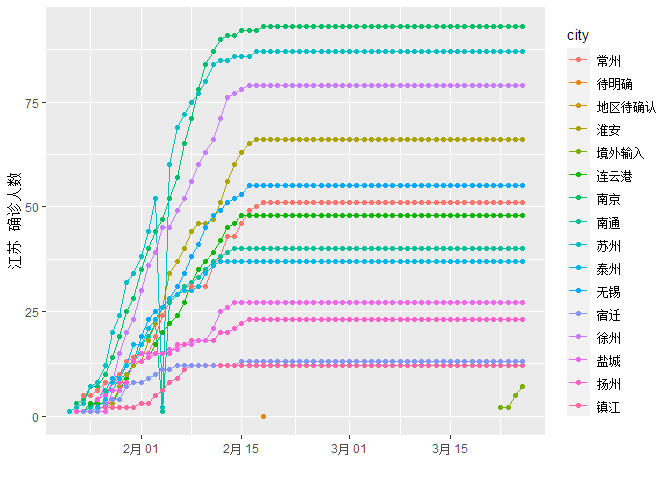 江苏 确诊人数
75
50
25
0
2月 01
2月 15
3月 01
3月 15
city
常州
待明确
地区待确认
淮安
境外输入
连云港
南京
南通
苏州
泰州
无锡
宿迁
徐州
盐城
扬州
镇江